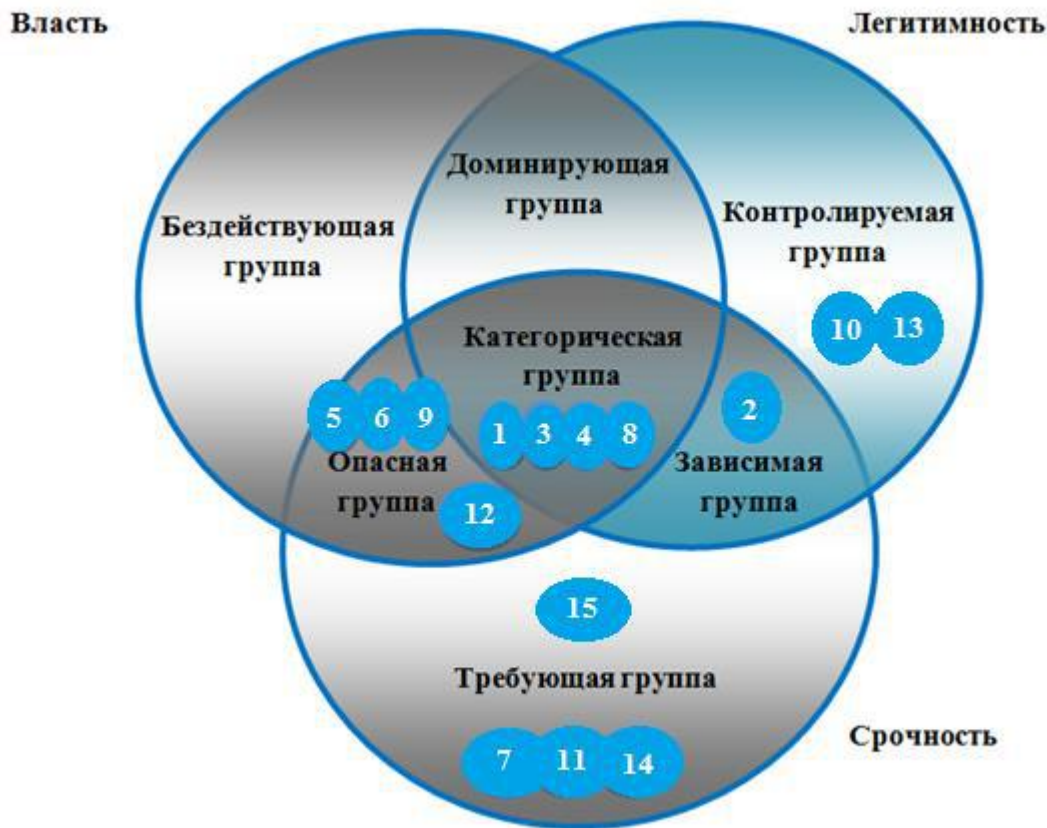 Власть
Легитимность
Доминирующая
группа
Бездействующая
группа
Контролируемая
группа
10 13
Категорическая
группа
5 6 9
1 3 4 8
2
Опасная
группа
Зависимая
группа
12
15
Требующая группа
Срочность
7 11 14